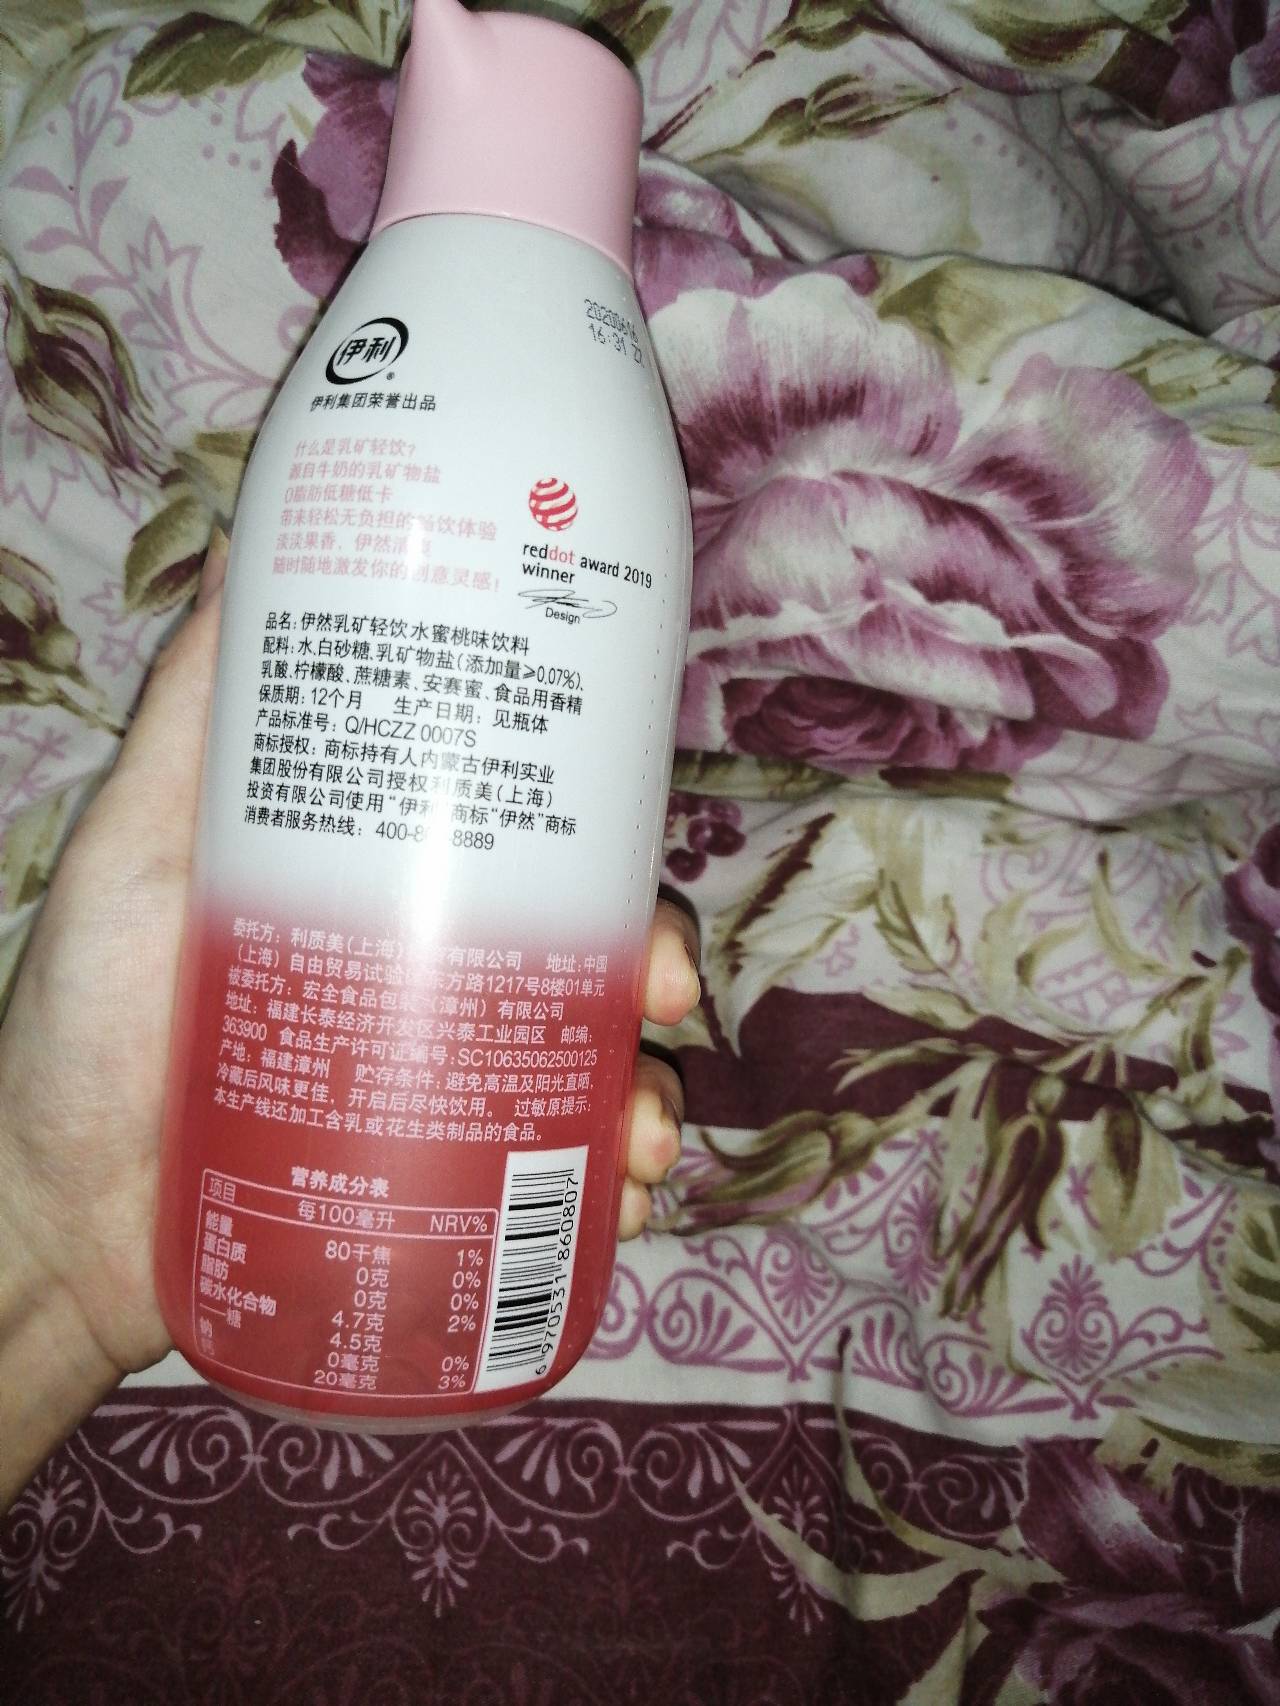 20200616
16:31 22
伊利
®
伊利集团荣誉出品
什么是乳矿轻饮?
源自牛奶的乳矿物盐
0脂肪低糖低卡
带来轻松无负担的畅饮体验
淡淡果香，伊然清爽
随时随地激发你的创意灵感!
reddot award 2019
winner
Design
品名: 伊然乳矿轻饮 水蜜桃味饮料
配料: 水、白砂糖、乳矿物盐(添加量≥0.07%)、
乳酸、柠檬酸、蔗糖素、安赛蜜、食品用香精
保质期: 12个月 生产日期: 见瓶体
产品标准号: Q/HCZZ 0007S
商标授权: 商标持有人内蒙古伊利实业
集团股份有限公司授权利质美(上海)
投资有限公司使用“伊利”商标“伊然”商标
消费者服务热线: 400-8 8889
委托方: 利质美(上海) 有限公司 地址: 中国
(上海) 自由贸易试验区东方路1217号8楼01单元
被委托方: 宏全食品包装 (漳州) 有限公司
地址: 福建长泰经济开发区兴泰工业园区 邮编:
363900 食品生产许可证编号: SC10635062500125
产地: 福建漳州 贮存条件: 避免高温及阳光直晒,
冷藏后风味更佳，开启后尽快饮用。 过敏原提示:
本生产线还加工含乳或花生类制品的食品。
营养成分表
项目 每100毫升 NRV%
能量 80千焦 1%
蛋白质 0克 0%
脂肪 0克 0%
碳水化合物 4.7克 2%
—糖 4.5克
钠 0毫克 0%
钙 20毫克 3%
6 970531 860807